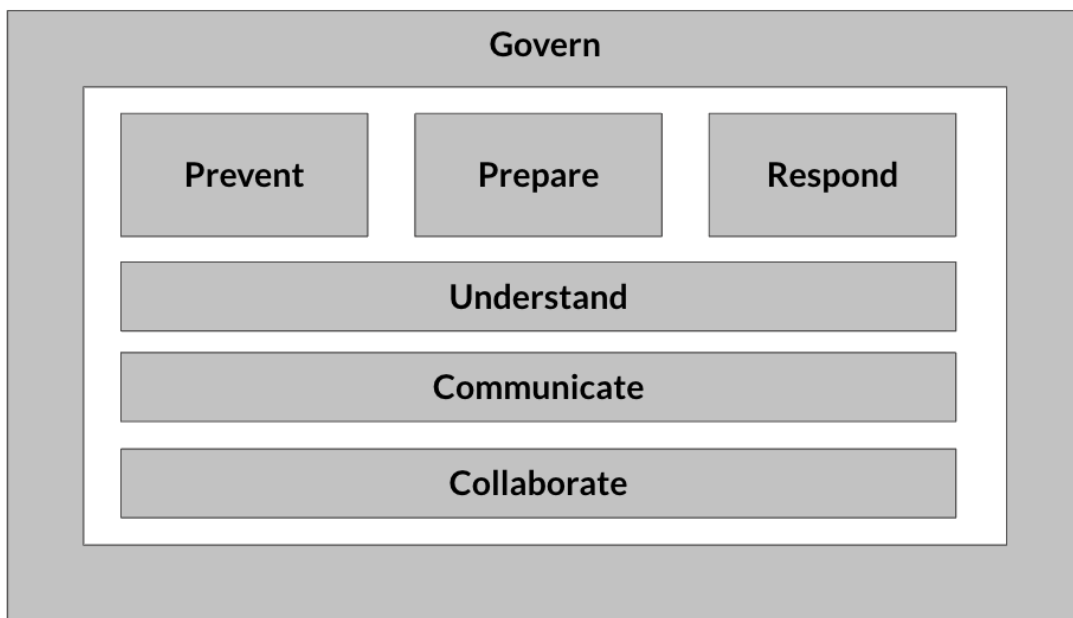 Govern
Prevent
Prepare
Respond
Understand
Communicate
Collaborate